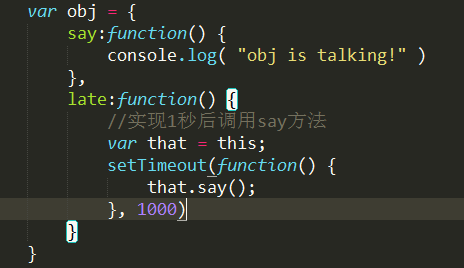 var obj = {
    say:function() {
        console.log( "obj is talking!" )
    },
    late:function() {
        //实现1秒后调用say方法
        var that = this;
        setTimeout(function() {
            that.say();
        }, 1000)
    }
}